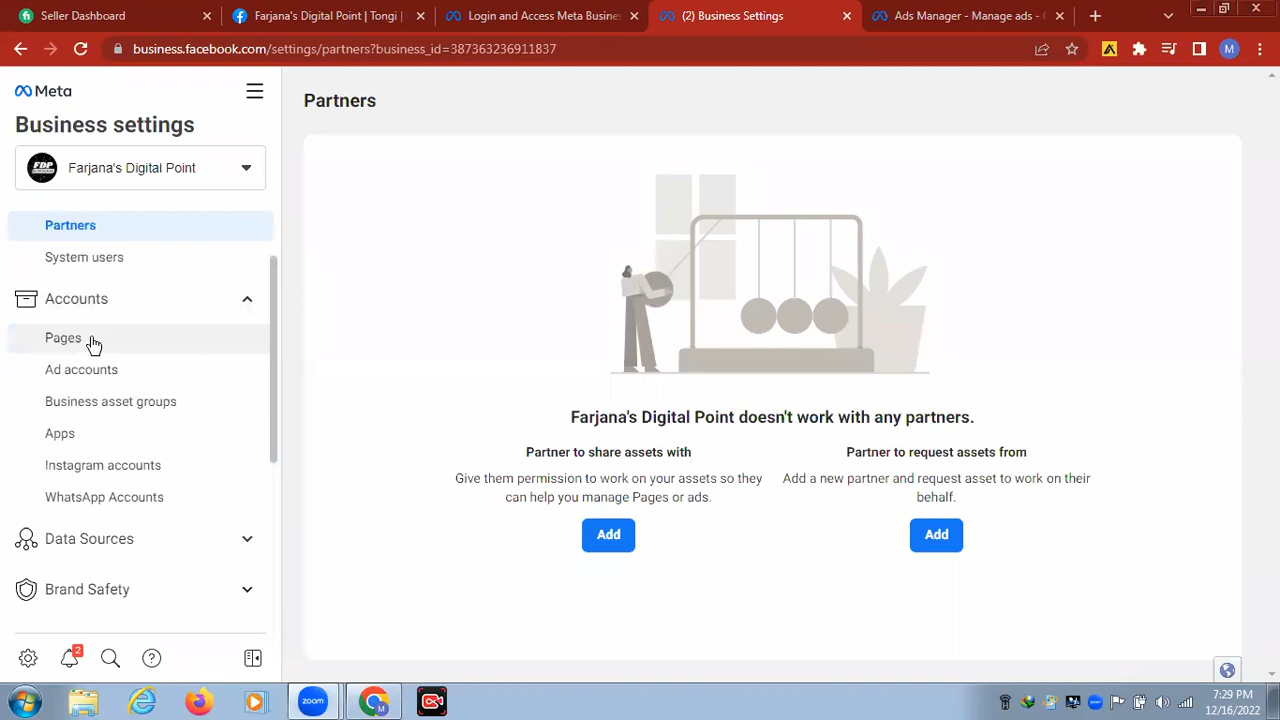 Seller Dashboard
Farjana's Digital Point | Tongi |
Login and Access Meta Busine
(2) Business Settings
Ads Manager - Manage ads - C
business.facebook.com/settings/partners?business_id=387363236911837
M
Meta
Business settings
FDP
Farjana's Digital Point
Partners
System users
Accounts
Pages
Ad accounts
Business asset groups
Apps
Instagram accounts
WhatsApp Accounts
Data Sources
Brand Safety
2
Partners
Farjana's Digital Point doesn't work with any partners.
Partner to share assets with
Give them permission to work on your assets so they
can help you manage Pages or ads.
Add
Partner to request assets from
Add a new partner and request asset to work on their
behalf.
Add
zoom
M
7:29 PM
12/16/2022